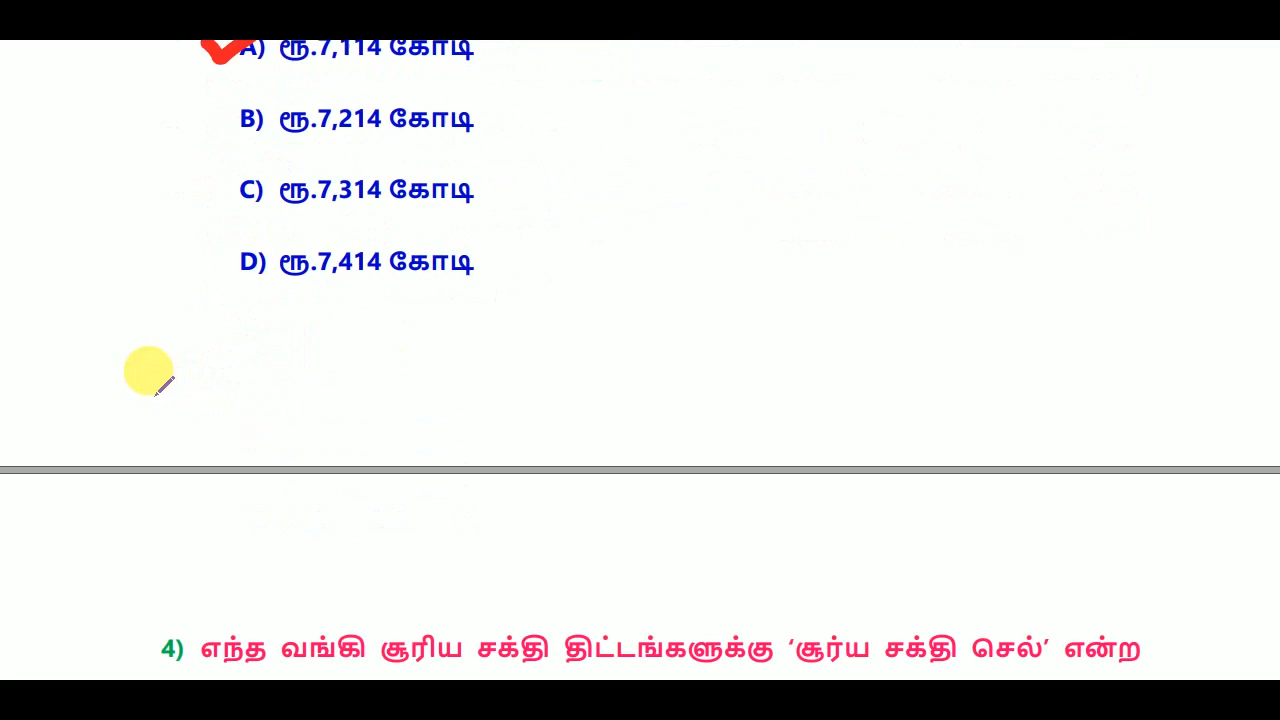 A) ரூ.7,114 கோடி
B) ரூ.7,214 கோடி
C) ரூ.7,314 கோடி
D) ரூ.7,414 கோடி
4) எந்த வங்கி சூரிய சக்தி திட்டங்களுக்கு ‘சூர்ய சக்தி செல்’ என்ற